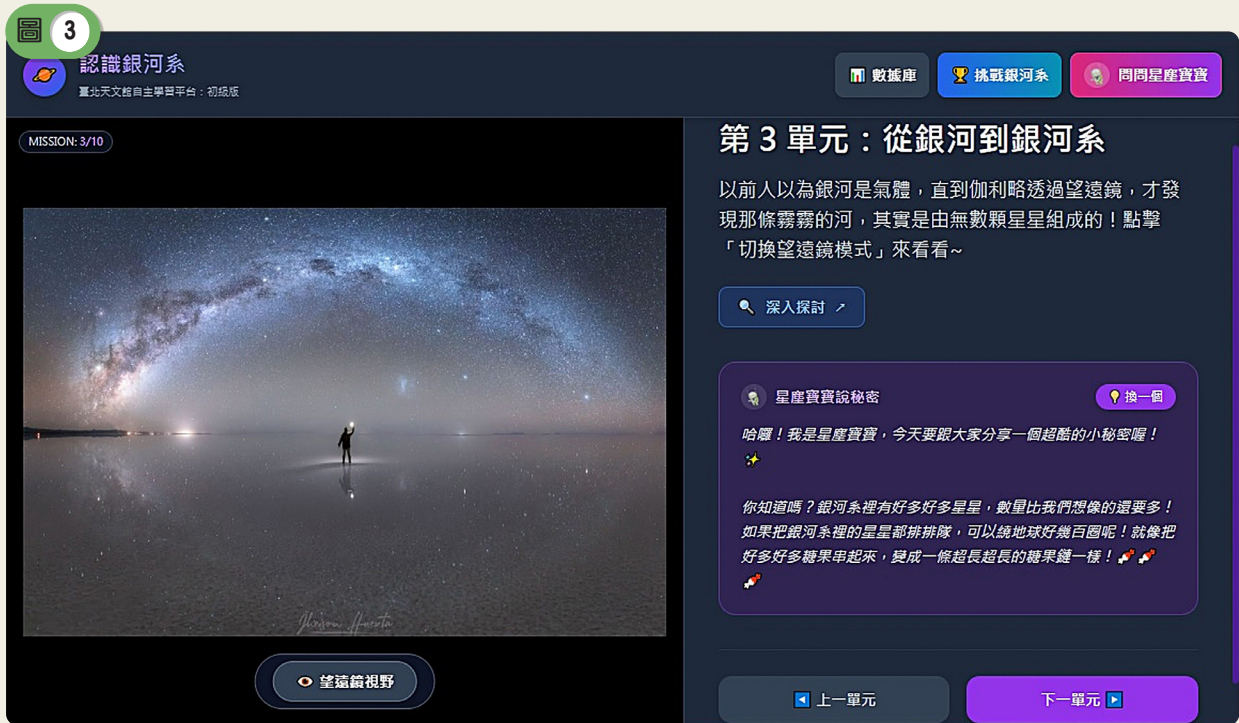 圖 3
認識銀河系
臺北天文館自主學習平台：初級版
📊 數據庫
🏆 挑戰銀河系
問問星塵寶寶
MISSION: 3/10
第 3 單元：從銀河到銀河系
以前人以為銀河是氣體，直到伽利略透過望遠鏡，才發
現那條霧霧的河，其實是由無數顆星星組成的！點擊
「切換望遠鏡模式」來看看~
🔍 深入探討 ↗
星塵寶寶說秘密
💡 換一個
哈囉！我是星塵寶寶，今天要跟大家分享一個超酷的小秘密喔！
✨
你知道嗎？銀河系裡有好多好多星星，數量比我們想像的還要多！
如果把銀河系裡的星星都排排隊，可以繞地球好幾百圈呢！就像把
好多好多糖果串起來，變成一條超長超長的糖果鏈一樣！🍬🍬
🍬
Jheison Huerta
👁 望遠鏡視野
◀ 上一單元
下一單元 ▶